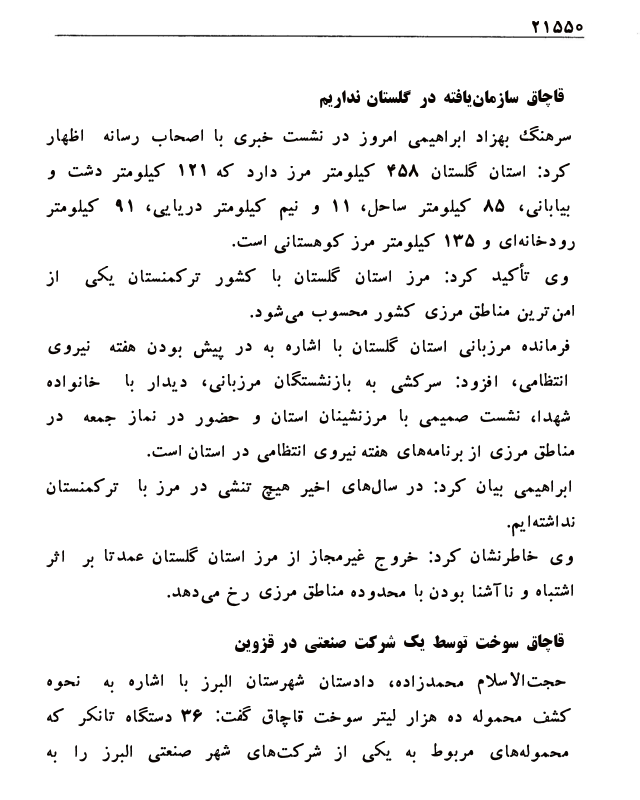 ۲۱۵۵۰
قاچاق سازمان‌یافته در گلستان نداریم
سرهنگ بهزاد ابراهیمی امروز در نشست خبری با اصحاب رسانه اظهار
کرد: استان گلستان ۴۵۸ کیلومتر مرز دارد که ۱۲۱ کیلومتر دشت و
بیابانی، ۸۵ کیلومتر ساحل، ۱۱ و نیم کیلومتر دریایی، ۹۱ کیلومتر
رودخانه‌ای و ۱۳۵ کیلومتر مرز کوهستانی است.
وی تأکید کرد: مرز استان گلستان با کشور ترکمنستان یکی از
امن‌ترین مناطق مرزی کشور محسوب می‌شود.
فرمانده مرزبانی استان گلستان با اشاره به در پیش بودن هفته نیروی
انتظامی، افزود: سرکشی به بازنشستگان مرزبانی، دیدار با خانواده
شهدا، نشست صمیمی با مرزنشینان استان و حضور در نماز جمعه در
مناطق مرزی از برنامه‌های هفته نیروی انتظامی در استان است.
ابراهیمی بیان کرد: در سال‌های اخیر هیچ تنشی در مرز با ترکمنستان
نداشته‌ایم.
وی خاطرنشان کرد: خروج غیرمجاز از مرز استان گلستان عمدتا بر اثر
اشتباه و ناآشنا بودن با محدوده مناطق مرزی رخ می‌دهد.
قاچاق سوخت توسط یک شرکت صنعتی در قزوین
حجت‌الاسلام محمدزاده، دادستان شهرستان البرز با اشاره به نحوه
کشف محموله ده هزار لیتر سوخت قاچاق گفت: ۳۶ دستگاه تانکر که
محموله‌های مربوط به یکی از شرکت‌های شهر صنعتی البرز را به